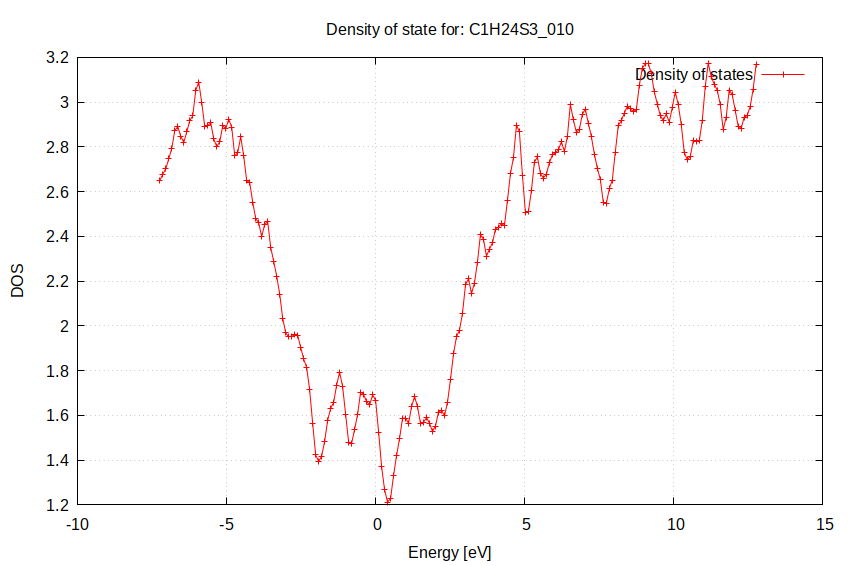 Density of state for: C1H24S3_010
Density of states
DOS
3.2
3
2.8
2.6
2.4
2.2
2
1.8
1.6
1.4
1.2
-10 -5 0 5 10 15
Energy [eV]